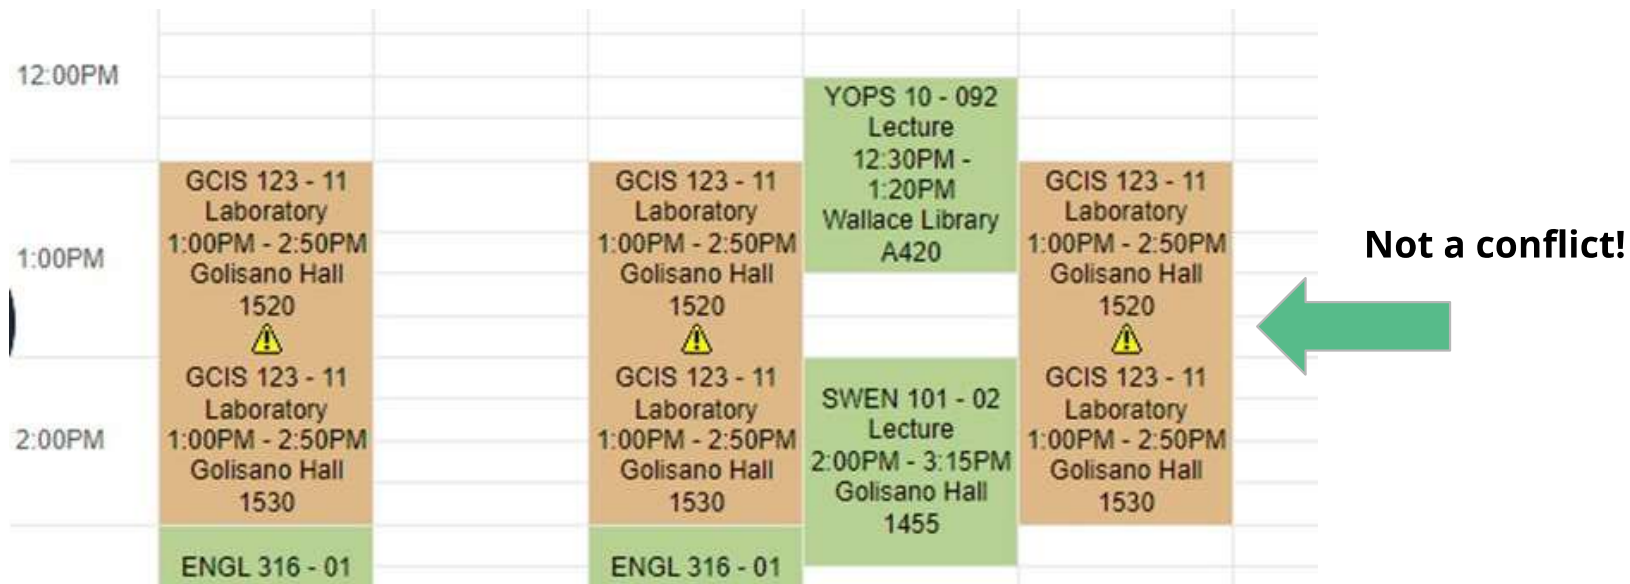 12:00PM
1:00PM
2:00PM
GCIS 123 - 11
Laboratory
1:00PM - 2:50PM
Golisano Hall
1520
GCIS 123 - 11
Laboratory
1:00PM - 2:50PM
Golisano Hall
1530
ENGL 316 - 01
GCIS 123 - 11
Laboratory
1:00PM - 2:50PM
Golisano Hall
1520
GCIS 123 - 11
Laboratory
1:00PM - 2:50PM
Golisano Hall
1530
ENGL 316 - 01
YOPS 10 - 092
Lecture
12:30PM -
1:20PM
Wallace Library
A420
SWEN 101 - 02
Lecture
2:00PM - 3:15PM
Golisano Hall
1455
GCIS 123 - 11
Laboratory
1:00PM - 2:50PM
Golisano Hall
1520
GCIS 123 - 11
Laboratory
1:00PM - 2:50PM
Golisano Hall
1530
Not a conflict!